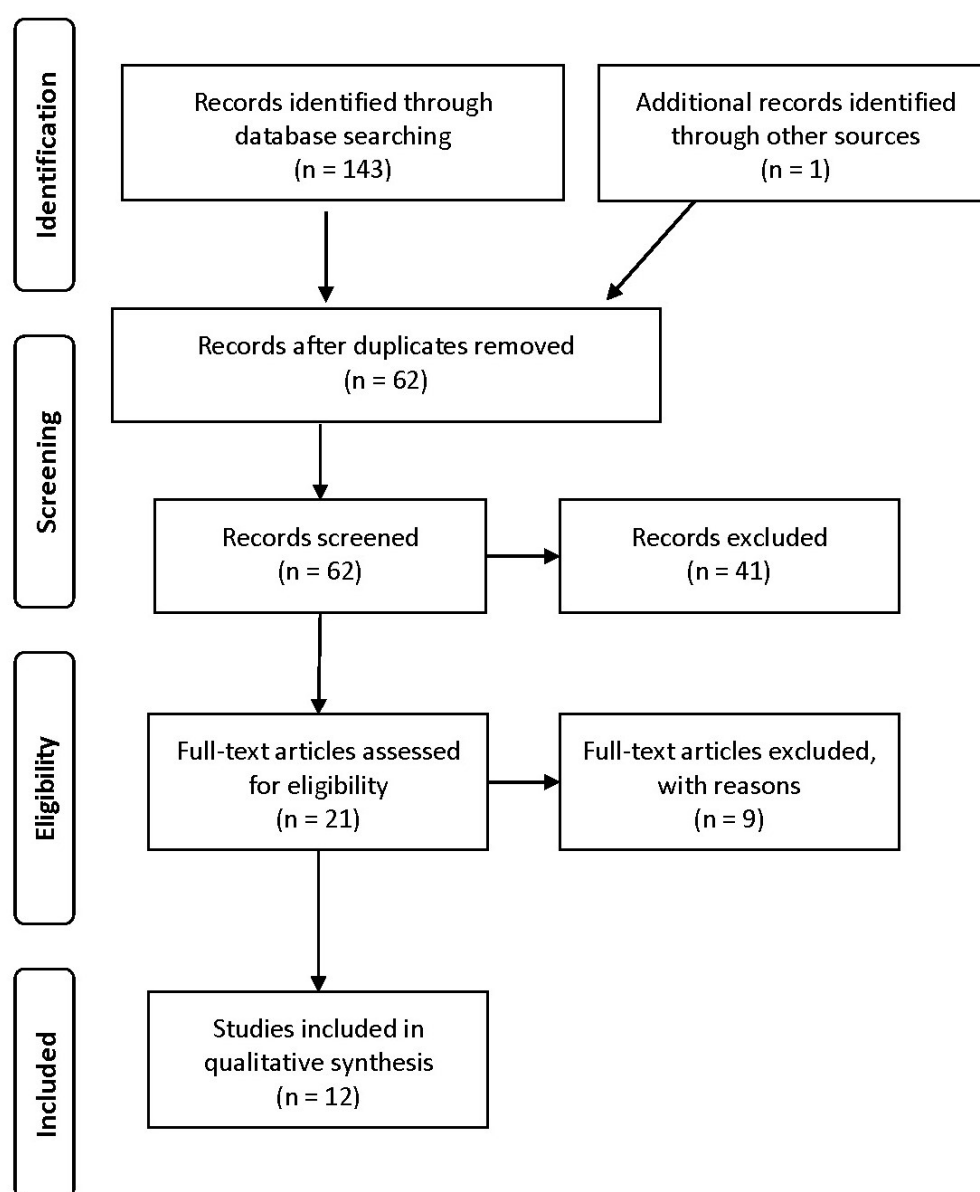 Identification
Records identified through
database searching
(n = 143)
Additional records identified
through other sources
(n = 1)
Screening
Records after duplicates removed
(n = 62)
Records screened
(n = 62)
Records excluded
(n = 41)
Eligibility
Full-text articles assessed
for eligibility
(n = 21)
Full-text articles excluded,
with reasons
(n = 9)
Included
Studies included in
qualitative synthesis
(n = 12)